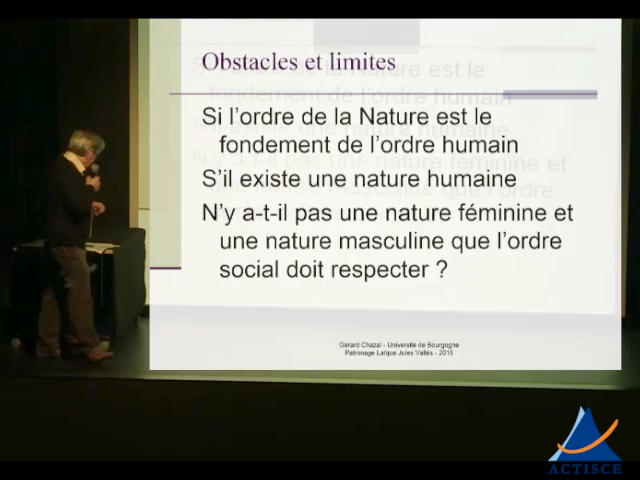 Obstacles et limites
Si l'ordre de la Nature est le
fondement de l'ordre humain
S'il existe une nature humaine
N'y a-t-il pas une nature féminine et
une nature masculine que l'ordre
social doit respecter ?
Gérard Chazal - Université de Bourgogne
Patronage Laïque Jules Vallès - 2015
ACTISCE